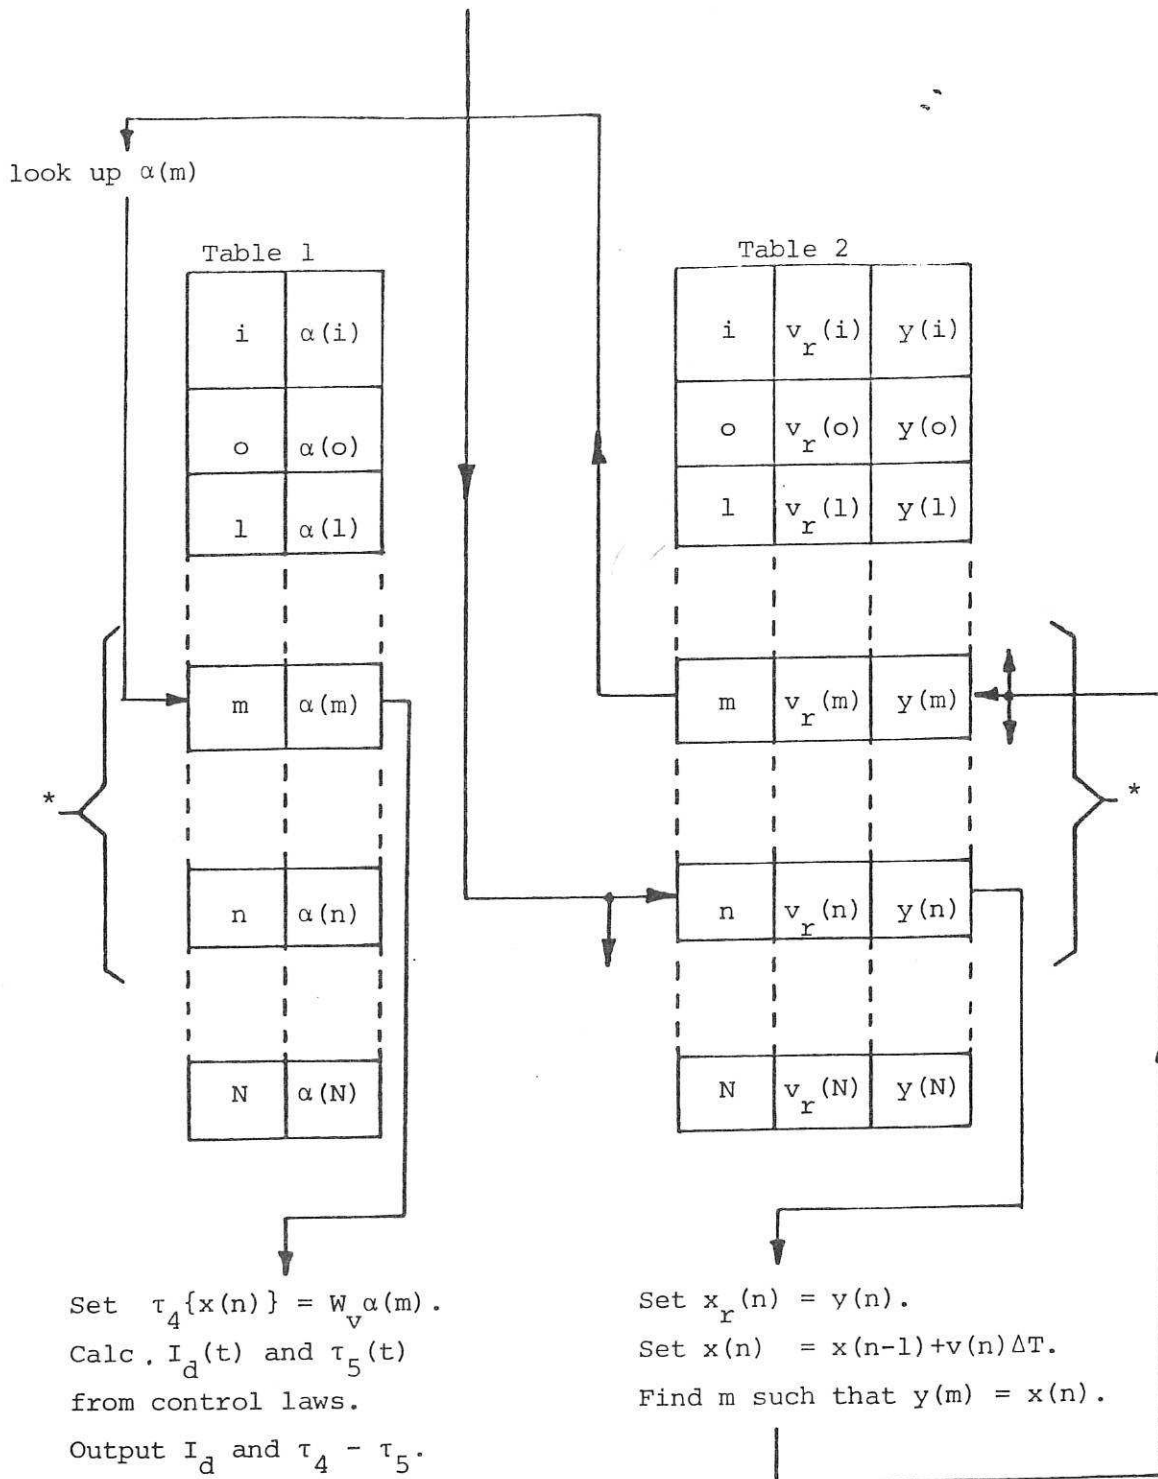 look up α(m)
Table 1
i α(i)
o α(o)
1 α(1)
m α(m)
n α(n)
N α(N)
*
Table 2
i v_r(i) y(i)
o v_r(o) y(o)
1 v_r(1) y(1)
m v_r(m) y(m)
n v_r(n) y(n)
N v_r(N) y(N)
*
Set τ_4{x(n)} = W_v α(m).
Calc. I_d(t) and τ_5(t)
from control laws.
Output I_d and τ_4 - τ_5.
Set x_r(n) = y(n).
Set x(n) = x(n-1)+v(n)ΔT.
Find m such that y(m) = x(n).